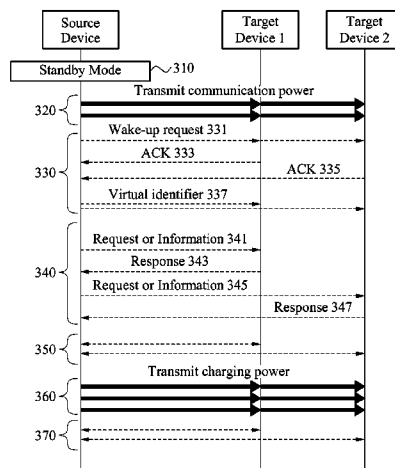 Source Device
Target Device 1
Target Device 2
Standby Mode
310
Transmit communication power
320
Wake-up request 331
ACK 333
330
ACK 335
Virtual identifier 337
Request or Information 341
Response 343
340
Request or Information 345
Response 347
350
Transmit charging power
360
370